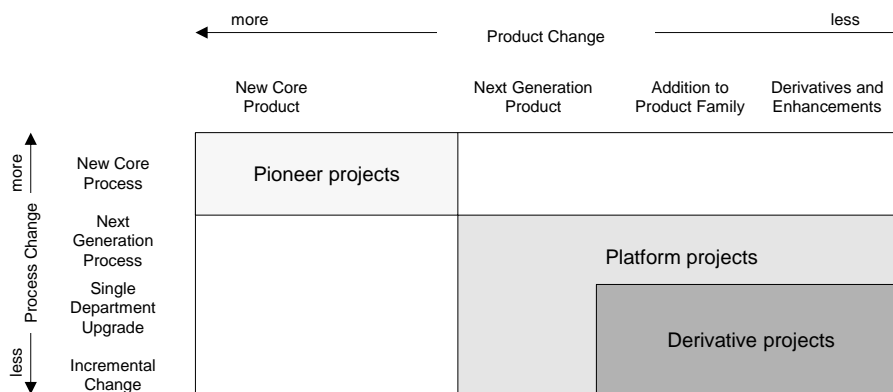 more
less
Product Change
New Core
Product
Next Generation
Product
Addition to
Product Family
Derivatives and
Enhancements
more
Process Change
less
New Core
Process
Pioneer projects
Next
Generation
Process
Platform projects
Single
Department
Upgrade
Derivative projects
Incremental
Change